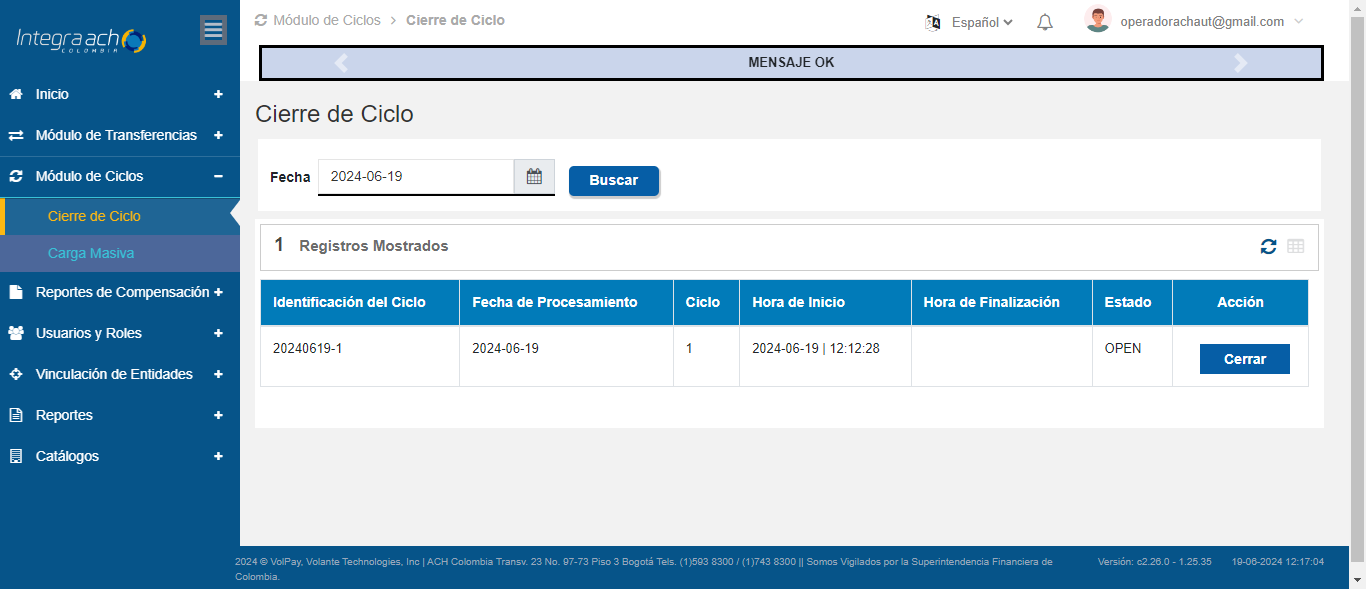 Integra ach
COLOMBIA
Módulo de Ciclos > Cierre de Ciclo
Español
operadorachaut@gmail.com
MENSAJE OK
Inicio +
Módulo de Transferencias +
Módulo de Ciclos −
Cierre de Ciclo
Carga Masiva
Reportes de Compensación +
Usuarios y Roles +
Vinculación de Entidades +
Reportes +
Catálogos +
Cierre de Ciclo
Fecha 2024-06-19 Buscar
1 Registros Mostrados
Identificación del Ciclo Fecha de Procesamiento Ciclo Hora de Inicio Hora de Finalización Estado Acción
20240619-1 2024-06-19 1 2024-06-19 | 12:12:28 OPEN Cerrar
2024 © VolPay, Volante Technologies, Inc | ACH Colombia Transv. 23 No. 97-73 Piso 3 Bogotá Tels. (1)593 8300 / (1)743 8300 || Somos Vigilados por la Superintendencia Financiera de
Colombia.
Versión: c2.26.0 - 1.25.35 19-06-2024 12:17:04